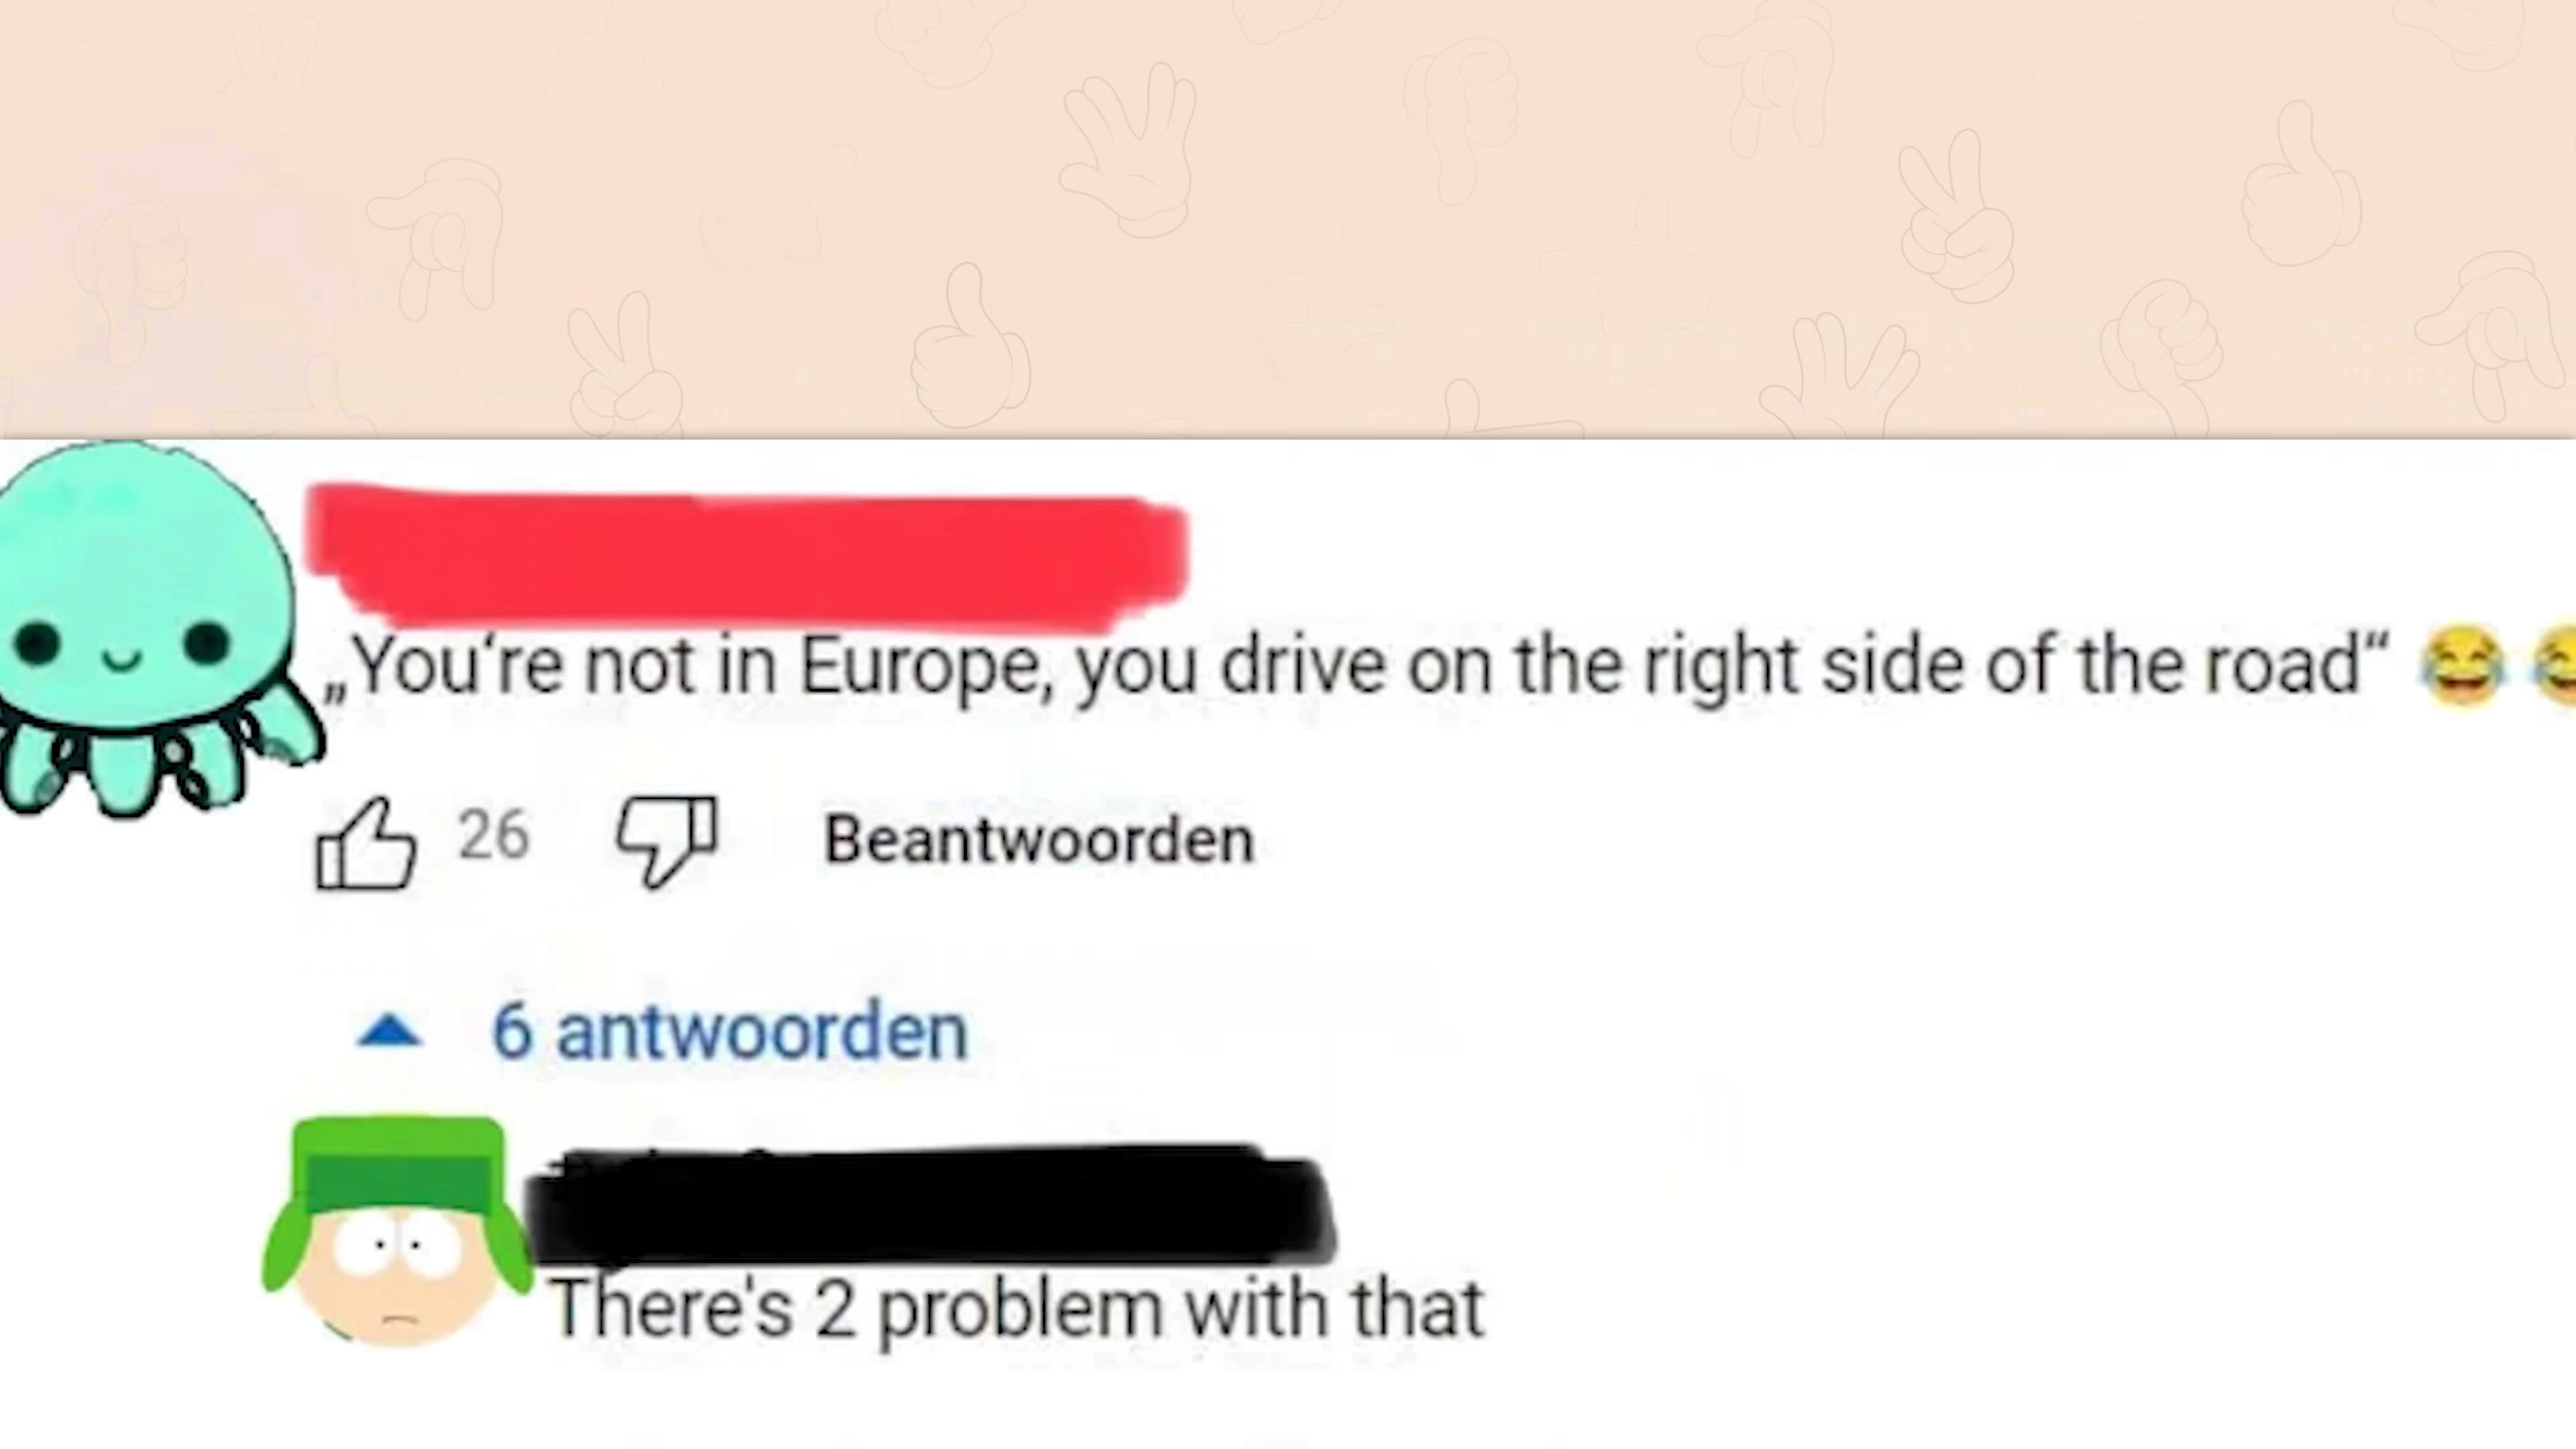 „You‘re not in Europe, you drive on the right side of the road“ 😂 😂
26 Beantwoorden
6 antwoorden
There's 2 problem with that